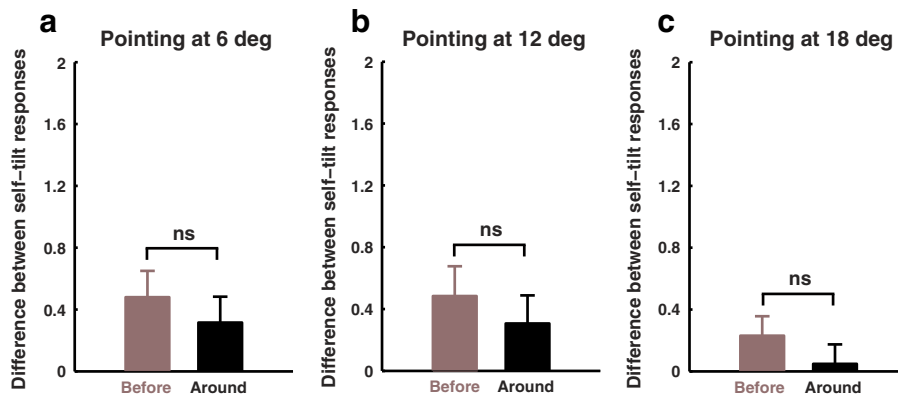 a
Pointing at 6 deg
Difference between self-tilt responses
2
1.6
1.2
0.8
0.4
0
ns
Before Around
b
Pointing at 12 deg
Difference between self-tilt responses
2
1.6
1.2
0.8
0.4
0
ns
Before Around
c
Pointing at 18 deg
Difference between self-tilt responses
2
1.6
1.2
0.8
0.4
0
ns
Before Around